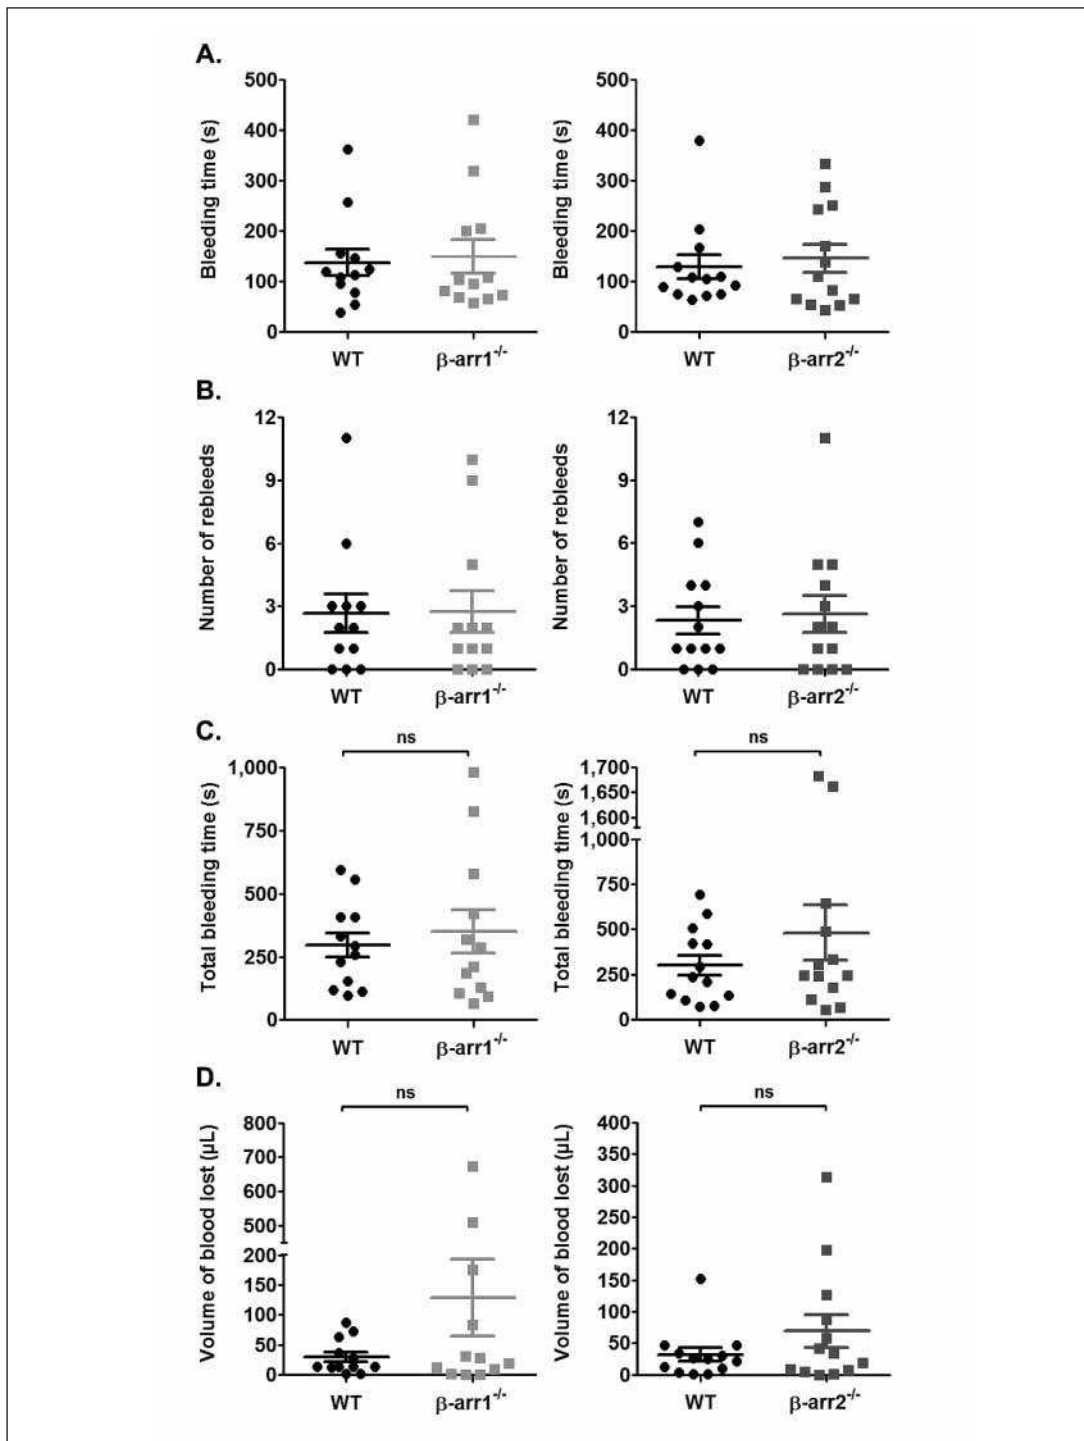 A.
Bleeding time (s)
500
400
300
200
100
0
WT
β-arr1-/-
Bleeding time (s)
500
400
300
200
100
0
WT
β-arr2-/-
B.
Number of rebleeds
12
9
6
3
0
WT
β-arr1-/-
Number of rebleeds
12
9
6
3
0
WT
β-arr2-/-
C.
ns
Total bleeding time (s)
1,000
750
500
250
0
WT
β-arr1-/-
ns
Total bleeding time (s)
1,700
1,650
1,600
1,000
750
500
250
0
WT
β-arr2-/-
D.
ns
Volume of blood lost (µL)
800
700
600
500
200
150
100
50
0
WT
β-arr1-/-
ns
Volume of blood lost (µL)
400
350
300
250
200
150
100
50
0
WT
β-arr2-/-